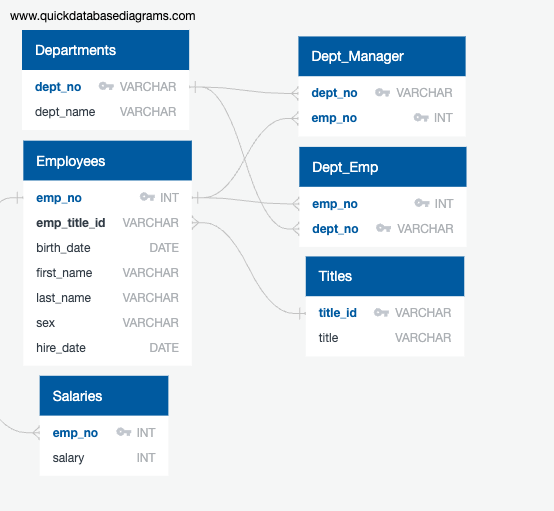 www.quickdatabasediagrams.com
Departments
dept_no VARCHAR
dept_name VARCHAR
Employees
emp_no INT
emp_title_id VARCHAR
birth_date DATE
first_name VARCHAR
last_name VARCHAR
sex VARCHAR
hire_date DATE
Salaries
emp_no INT
salary INT
Dept_Manager
dept_no VARCHAR
emp_no INT
Dept_Emp
emp_no INT
dept_no VARCHAR
Titles
title_id VARCHAR
title VARCHAR